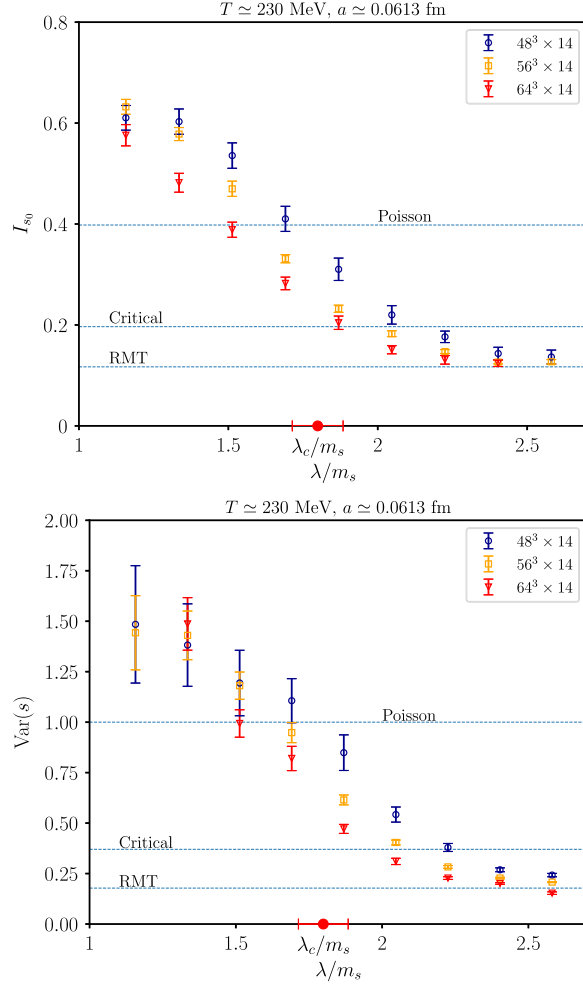 T ≃ 230 MeV, a ≃ 0.0613 fm
0.8
0.6
0.4
0.2
0
I_{s_0}
48³ × 14
56³ × 14
64³ × 14
Poisson
Critical
RMT
1
1.5
λ_c/m_s
2
2.5
λ/m_s
T ≃ 230 MeV, a ≃ 0.0613 fm
2.00
1.75
1.50
1.25
1.00
0.75
0.50
0.25
0.00
Var(s)
48³ × 14
56³ × 14
64³ × 14
Poisson
Critical
RMT
1
1.5
λ_c/m_s
2
2.5
λ/m_s